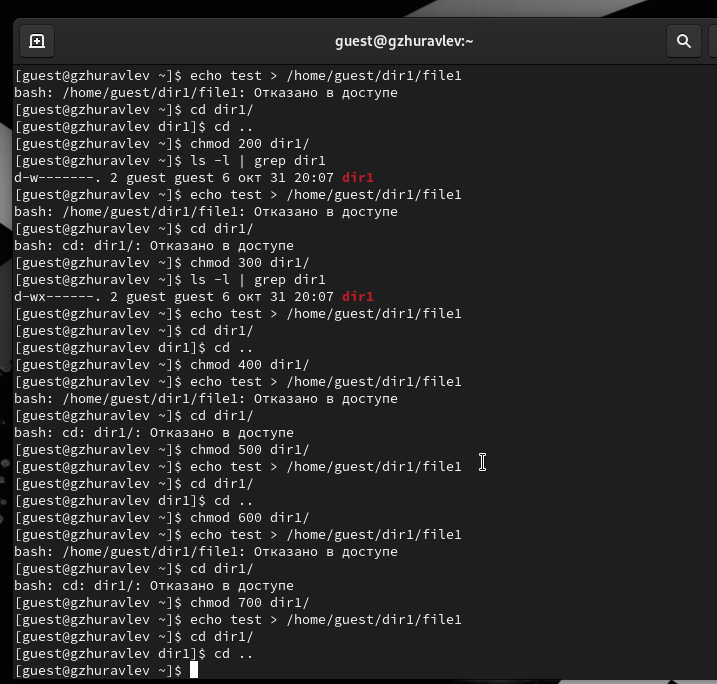 guest@gzhuravlev:~
[guest@gzhuravlev ~]$ echo test > /home/guest/dir1/file1
bash: /home/guest/dir1/file1: Отказано в доступе
[guest@gzhuravlev ~]$ cd dir1/
[guest@gzhuravlev dir1]$ cd ..
[guest@gzhuravlev ~]$ chmod 200 dir1/
[guest@gzhuravlev ~]$ ls -l | grep dir1
d-w-------. 2 guest guest 6 окт 31 20:07 dir1
[guest@gzhuravlev ~]$ echo test > /home/guest/dir1/file1
bash: /home/guest/dir1/file1: Отказано в доступе
[guest@gzhuravlev ~]$ cd dir1/
bash: cd: dir1/: Отказано в доступе
[guest@gzhuravlev ~]$ chmod 300 dir1/
[guest@gzhuravlev ~]$ ls -l | grep dir1
d-wx------. 2 guest guest 6 окт 31 20:07 dir1
[guest@gzhuravlev ~]$ echo test > /home/guest/dir1/file1
[guest@gzhuravlev ~]$ cd dir1/
[guest@gzhuravlev dir1]$ cd ..
[guest@gzhuravlev ~]$ chmod 400 dir1/
[guest@gzhuravlev ~]$ echo test > /home/guest/dir1/file1
bash: /home/guest/dir1/file1: Отказано в доступе
[guest@gzhuravlev ~]$ cd dir1/
bash: cd: dir1/: Отказано в доступе
[guest@gzhuravlev ~]$ chmod 500 dir1/
[guest@gzhuravlev ~]$ echo test > /home/guest/dir1/file1
[guest@gzhuravlev ~]$ cd dir1/
[guest@gzhuravlev dir1]$ cd ..
[guest@gzhuravlev ~]$ chmod 600 dir1/
[guest@gzhuravlev ~]$ echo test > /home/guest/dir1/file1
bash: /home/guest/dir1/file1: Отказано в доступе
[guest@gzhuravlev ~]$ cd dir1/
bash: cd: dir1/: Отказано в доступе
[guest@gzhuravlev ~]$ chmod 700 dir1/
[guest@gzhuravlev ~]$ echo test > /home/guest/dir1/file1
[guest@gzhuravlev ~]$ cd dir1/
[guest@gzhuravlev dir1]$ cd ..
[guest@gzhuravlev ~]$